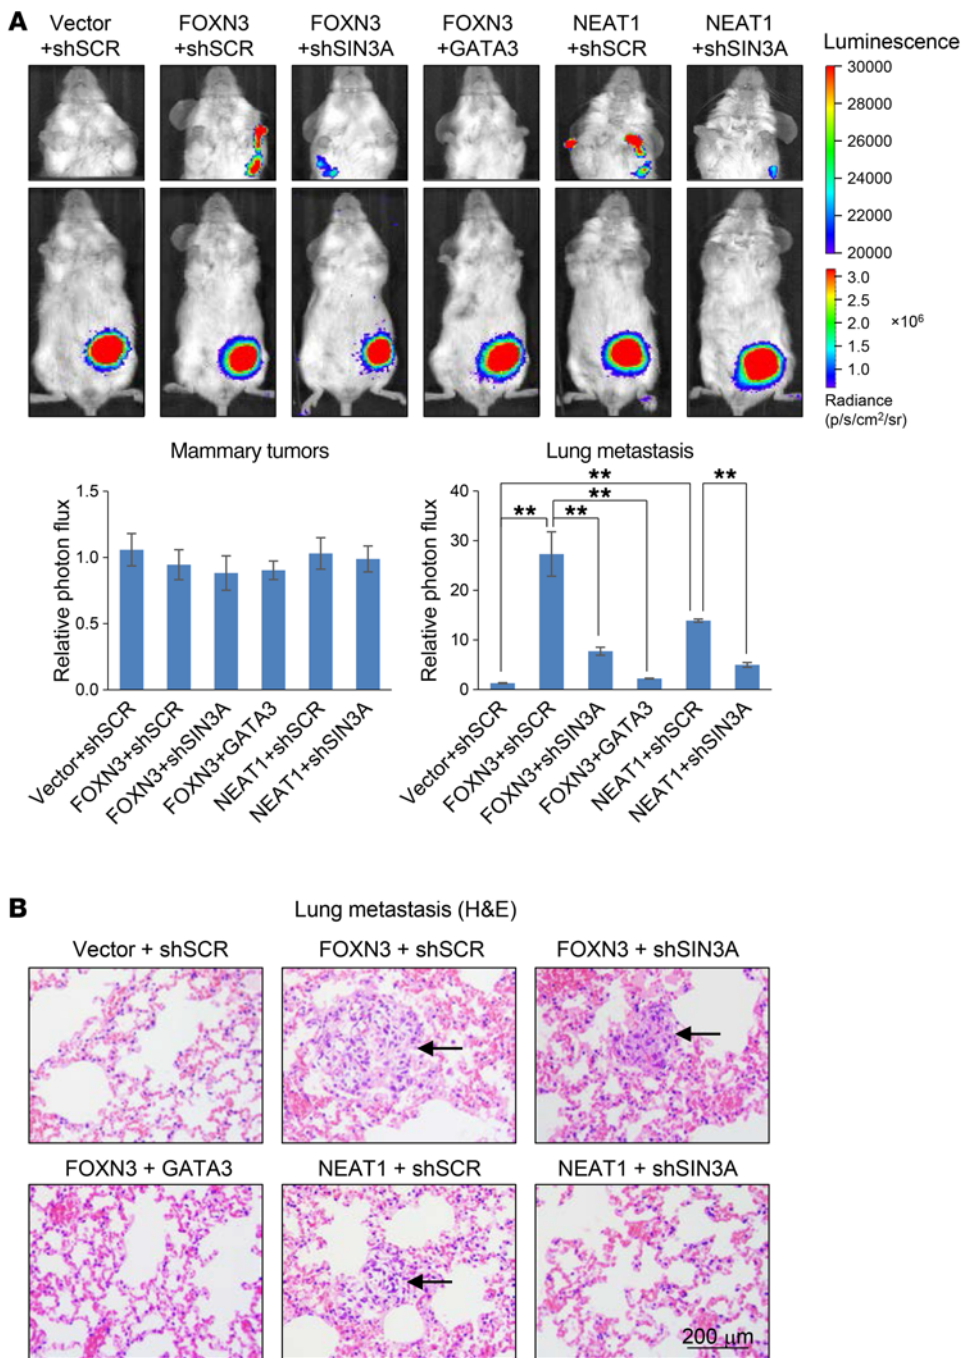 A
Vector
+shSCR
FOXN3
+shSCR
FOXN3
+shSIN3A
FOXN3
+GATA3
NEAT1
+shSCR
NEAT1
+shSIN3A
Luminescence
30000
28000
26000
24000
22000
20000
3.0
2.5
2.0
1.5
1.0
×10⁶
Radiance
(p/s/cm²/sr)
Mammary tumors
Relative photon flux
1.5
1.0
0.5
0.0
Vector+shSCR
FOXN3+shSCR
FOXN3+shSIN3A
FOXN3+GATA3
NEAT1+shSCR
NEAT1+shSIN3A
Lung metastasis
Relative photon flux
40
30
20
10
0
**
**
**
**
**
Vector+shSCR
FOXN3+shSCR
FOXN3+shSIN3A
FOXN3+GATA3
NEAT1+shSCR
NEAT1+shSIN3A
B
Lung metastasis (H&E)
Vector + shSCR
FOXN3 + shSCR
FOXN3 + shSIN3A
FOXN3 + GATA3
NEAT1 + shSCR
NEAT1 + shSIN3A
200 µm